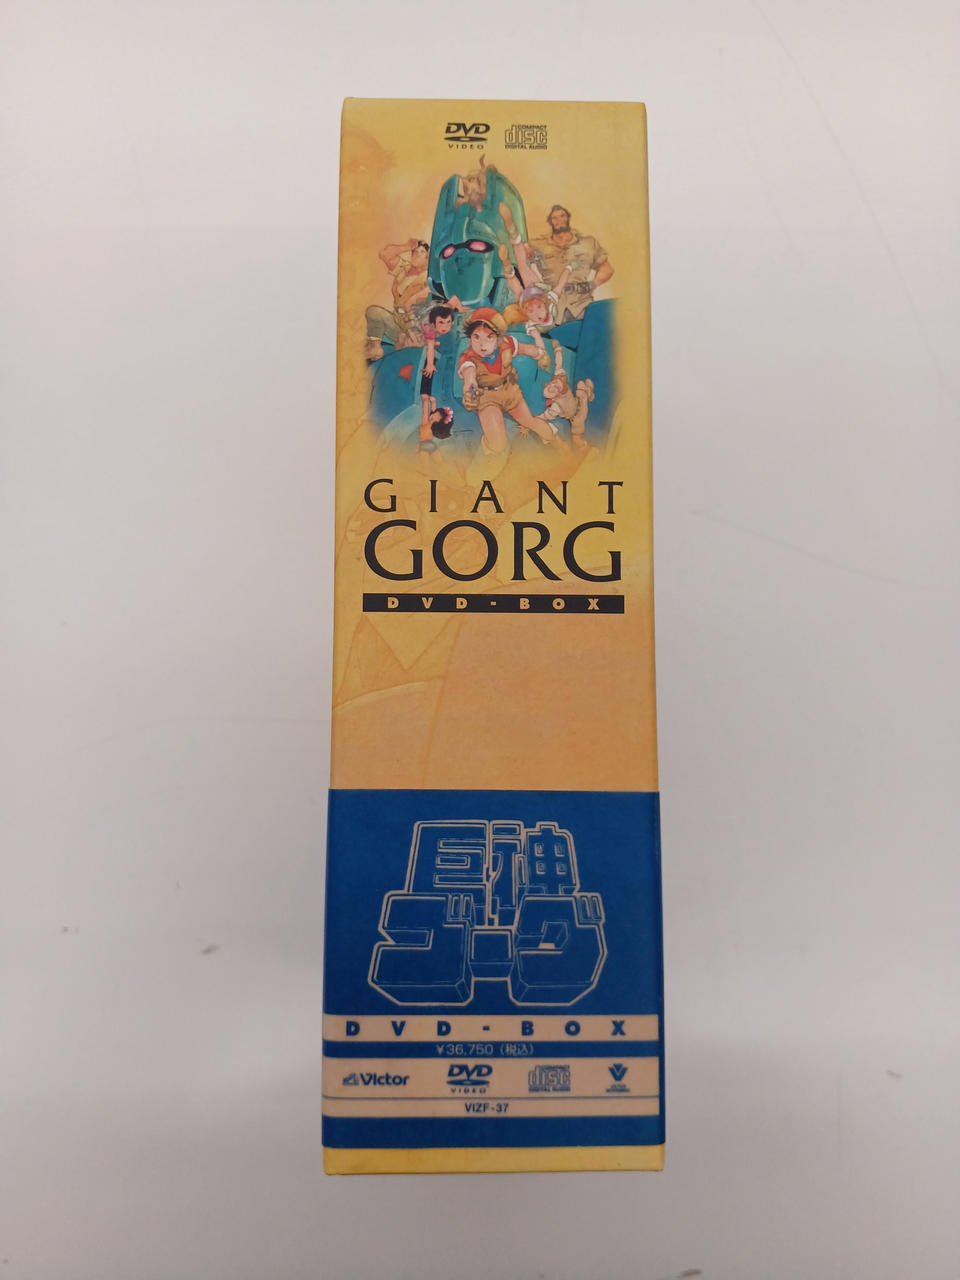 DVD VIDEO
COMPACT disc DIGITAL AUDIO
GIANT
GORG
DVD-BOX
巨神
ゴーグ
DVD-BOX
¥36,750（税込）
Victor
DVD VIDEO
COMPACT disc DIGITAL AUDIO
VIZF-37